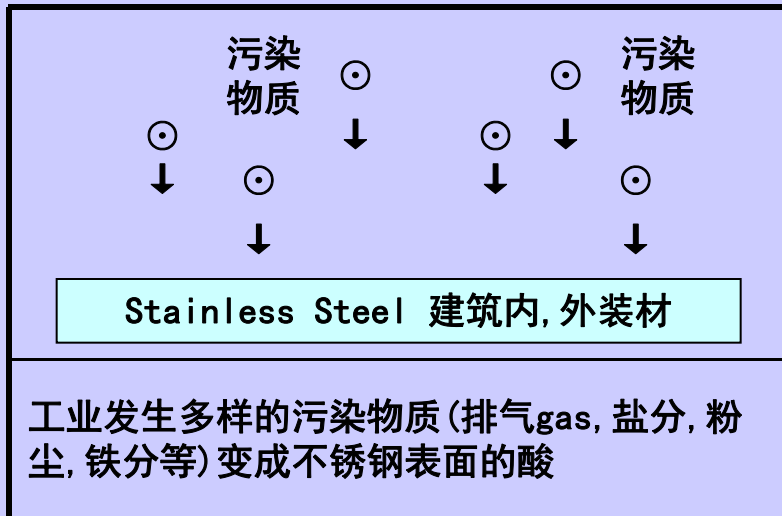 污染
物质
污染
物质
Stainless Steel 建筑内,外装材
工业发生多样的污染物质(排气gas,盐分,粉
尘,铁分等)变成不锈钢表面的酸